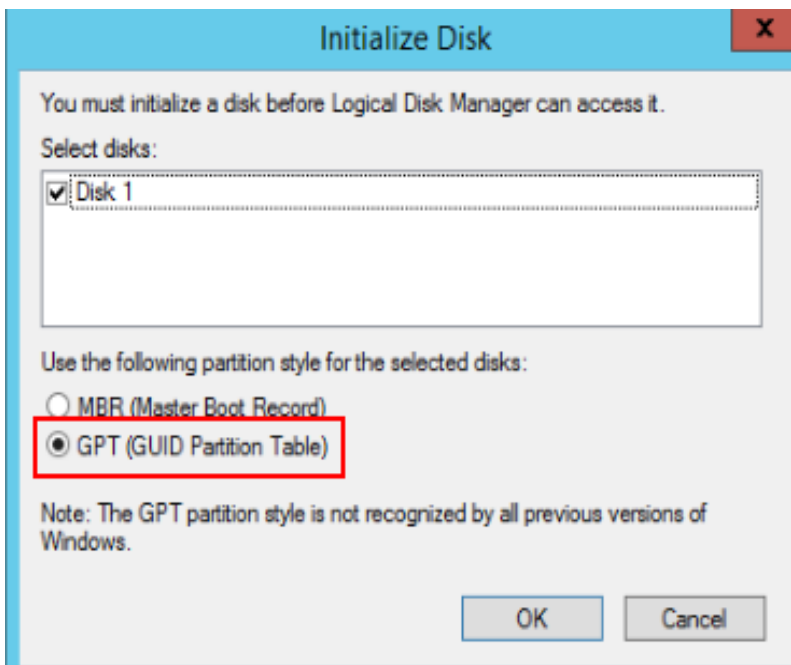 Initialize Disk
x
You must initialize a disk before Logical Disk Manager can access it.
Select disks:
Disk 1
Use the following partition style for the selected disks:
MBR (Master Boot Record)
GPT (GUID Partition Table)
Note: The GPT partition style is not recognized by all previous versions of
Windows.
OK
Cancel